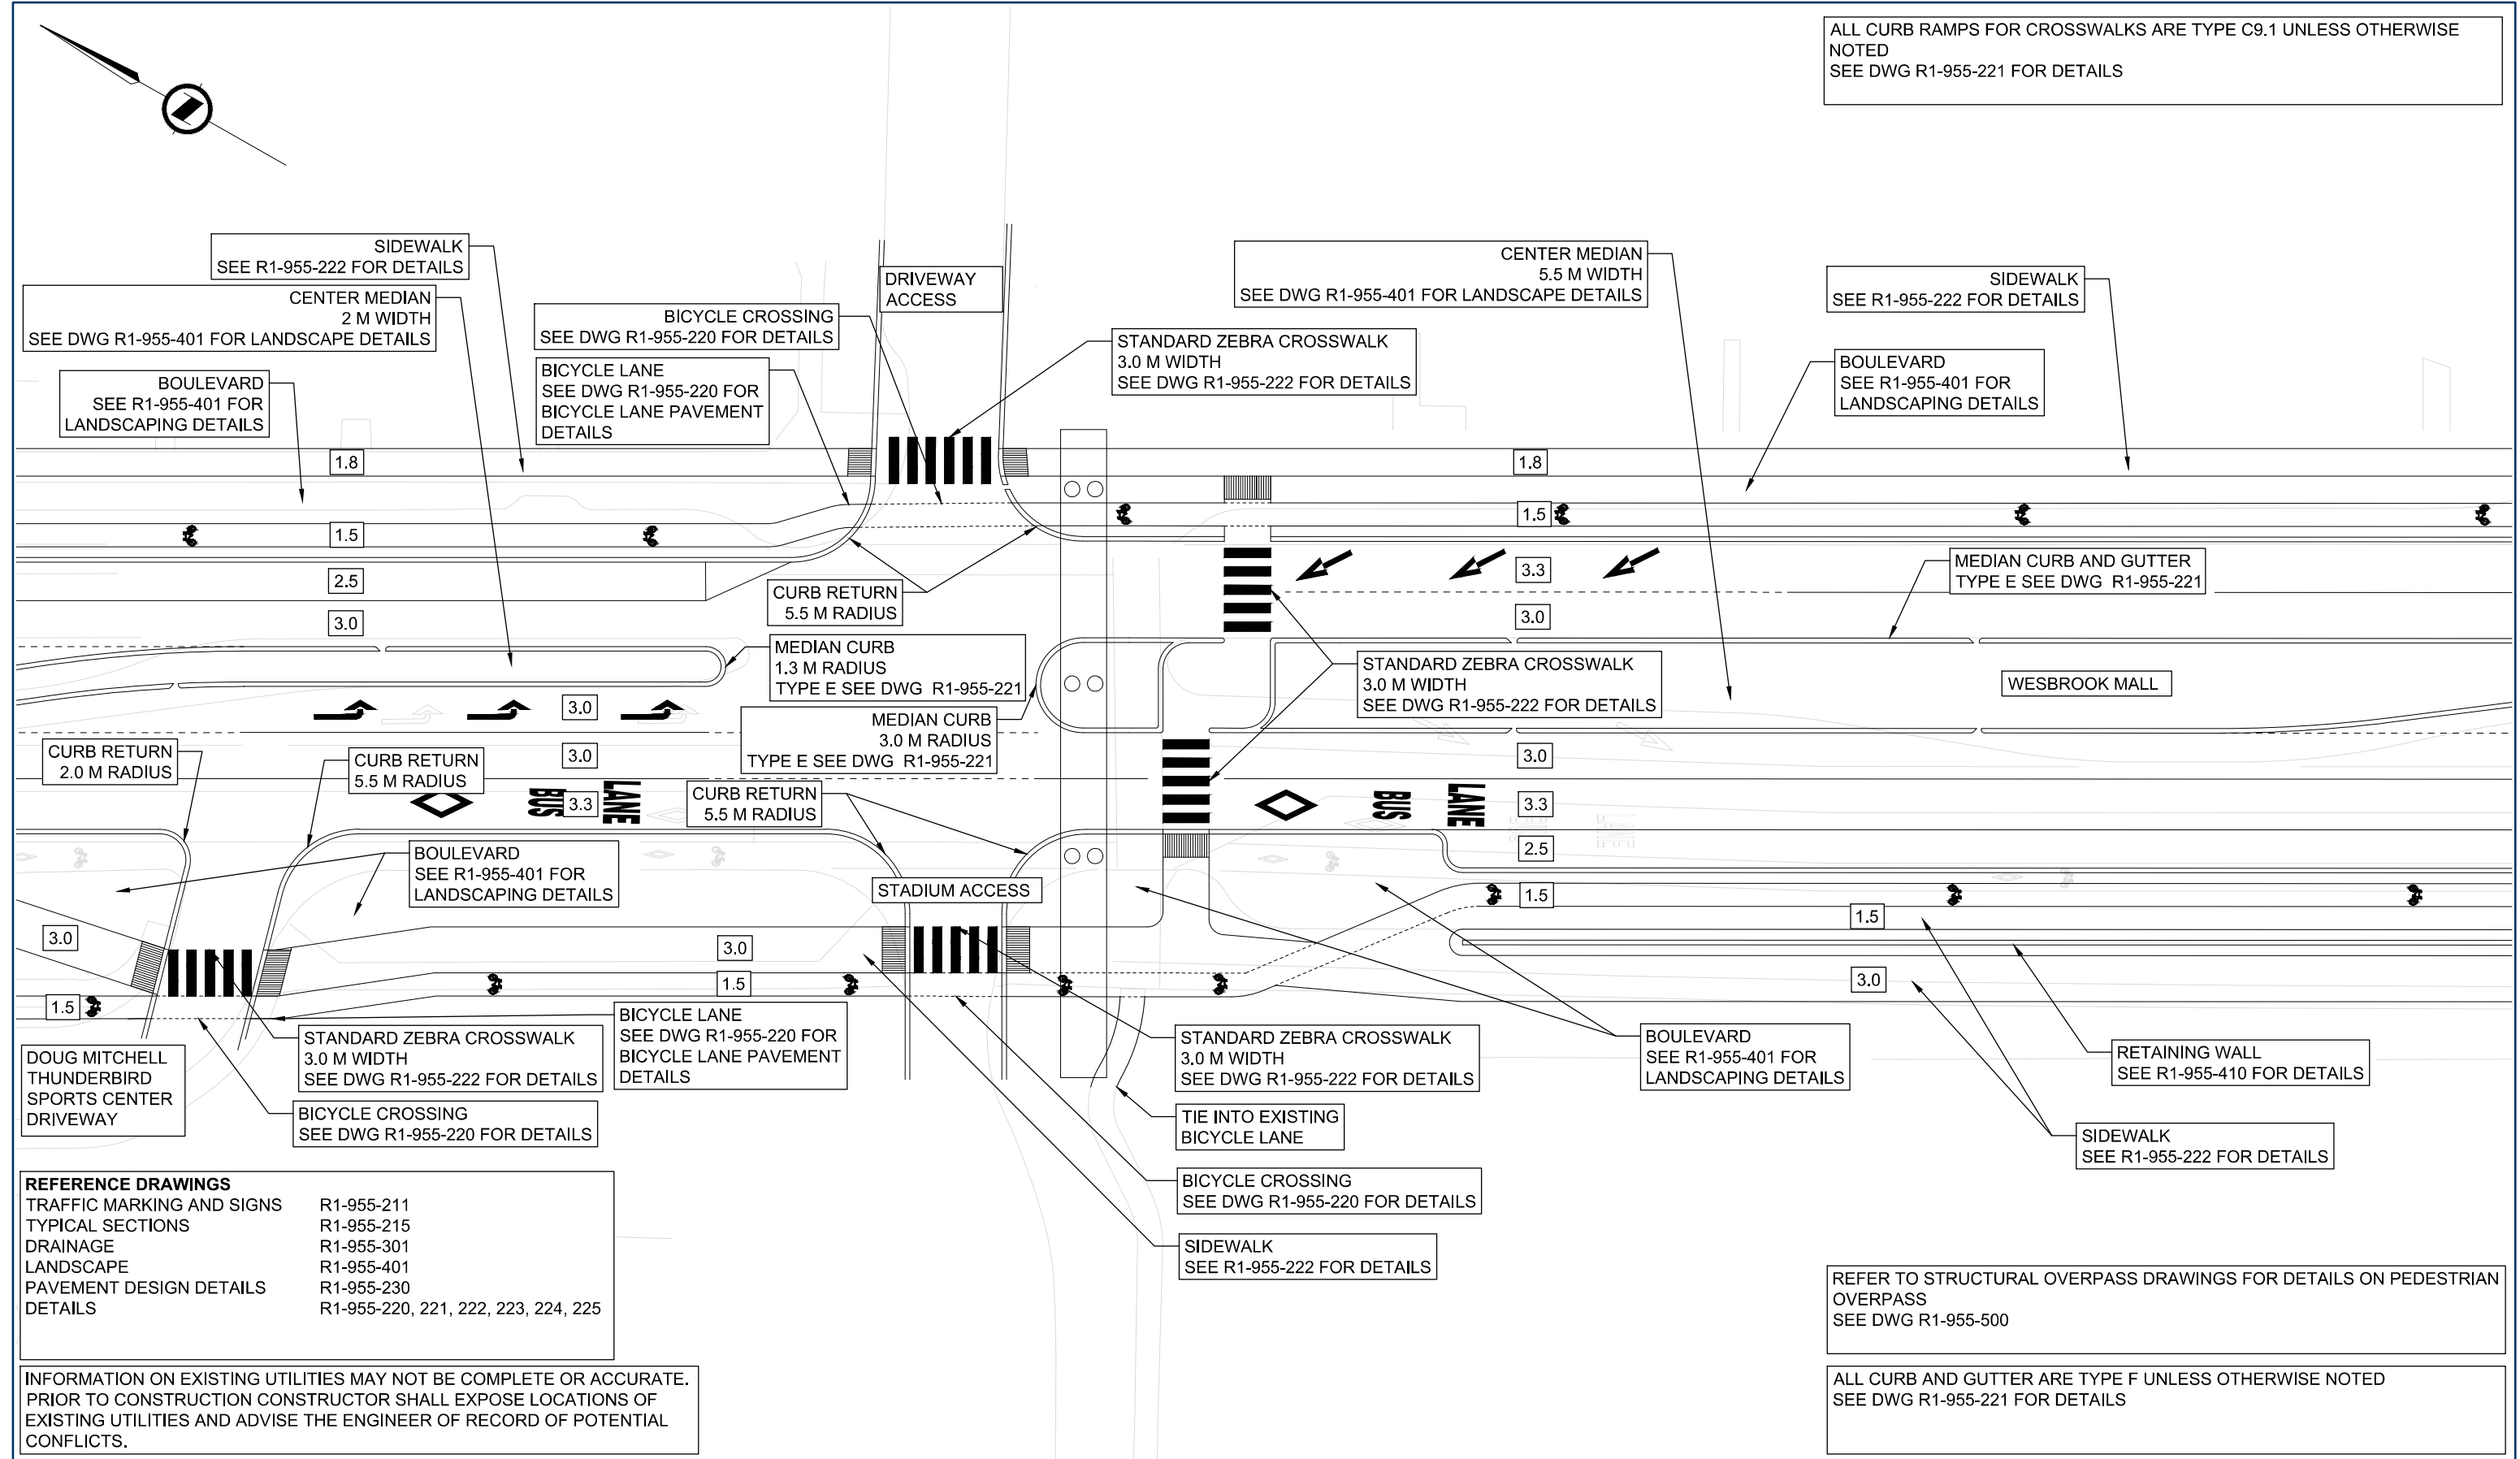 ALL CURB RAMPS FOR CROSSWALKS ARE TYPE C9.1 UNLESS OTHERWISE
NOTED
SEE DWG R1-955-221 FOR DETAILS
SIDEWALK
SEE R1-955-222 FOR DETAILS
CENTER MEDIAN
2 M WIDTH
SEE DWG R1-955-401 FOR LANDSCAPE DETAILS
BOULEVARD
SEE R1-955-401 FOR
LANDSCAPING DETAILS
BICYCLE CROSSING
SEE DWG R1-955-220 FOR DETAILS
BICYCLE LANE
SEE DWG R1-955-220 FOR
BICYCLE LANE PAVEMENT
DETAILS
DRIVEWAY
ACCESS
STANDARD ZEBRA CROSSWALK
3.0 M WIDTH
SEE DWG R1-955-222 FOR DETAILS
CENTER MEDIAN
5.5 M WIDTH
SEE DWG R1-955-401 FOR LANDSCAPE DETAILS
SIDEWALK
SEE R1-955-222 FOR DETAILS
BOULEVARD
SEE R1-955-401 FOR
LANDSCAPING DETAILS
1.8
1.8
1.5
1.5
2.5
3.3
3.0
3.0
CURB RETURN
5.5 M RADIUS
MEDIAN CURB AND GUTTER
TYPE E SEE DWG R1-955-221
MEDIAN CURB
1.3 M RADIUS
TYPE E SEE DWG R1-955-221
STANDARD ZEBRA CROSSWALK
3.0 M WIDTH
SEE DWG R1-955-222 FOR DETAILS
WESBROOK MALL
3.0
MEDIAN CURB
3.0 M RADIUS
TYPE E SEE DWG R1-955-221
CURB RETURN
2.0 M RADIUS
CURB RETURN
5.5 M RADIUS
3.0
3.0
BUS
3.3
LANE
CURB RETURN
5.5 M RADIUS
BUS
LANE
3.3
BUS
LANE
2.5
BOULEVARD
SEE R1-955-401 FOR
LANDSCAPING DETAILS
STADIUM ACCESS
1.5
1.5
3.0
3.0
3.0
1.5
1.5
DOUG MITCHELL
THUNDERBIRD
SPORTS CENTER
DRIVEWAY
STANDARD ZEBRA CROSSWALK
3.0 M WIDTH
SEE DWG R1-955-222 FOR DETAILS
BICYCLE CROSSING
SEE DWG R1-955-220 FOR DETAILS
BICYCLE LANE
SEE DWG R1-955-220 FOR
BICYCLE LANE PAVEMENT
DETAILS
STANDARD ZEBRA CROSSWALK
3.0 M WIDTH
SEE DWG R1-955-222 FOR DETAILS
TIE INTO EXISTING
BICYCLE LANE
BICYCLE CROSSING
SEE DWG R1-955-220 FOR DETAILS
SIDEWALK
SEE R1-955-222 FOR DETAILS
BOULEVARD
SEE R1-955-401 FOR
LANDSCAPING DETAILS
RETAINING WALL
SEE R1-955-410 FOR DETAILS
SIDEWALK
SEE R1-955-222 FOR DETAILS
REFERENCE DRAWINGS
TRAFFIC MARKING AND SIGNS R1-955-211
TYPICAL SECTIONS R1-955-215
DRAINAGE R1-955-301
LANDSCAPE R1-955-401
PAVEMENT DESIGN DETAILS R1-955-230
DETAILS R1-955-220, 221, 222, 223, 224, 225
INFORMATION ON EXISTING UTILITIES MAY NOT BE COMPLETE OR ACCURATE.
PRIOR TO CONSTRUCTION CONSTRUCTOR SHALL EXPOSE LOCATIONS OF
EXISTING UTILITIES AND ADVISE THE ENGINEER OF RECORD OF POTENTIAL
CONFLICTS.
REFER TO STRUCTURAL OVERPASS DRAWINGS FOR DETAILS ON PEDESTRIAN
OVERPASS
SEE DWG R1-955-500
ALL CURB AND GUTTER ARE TYPE F UNLESS OTHERWISE NOTED
SEE DWG R1-955-221 FOR DETAILS